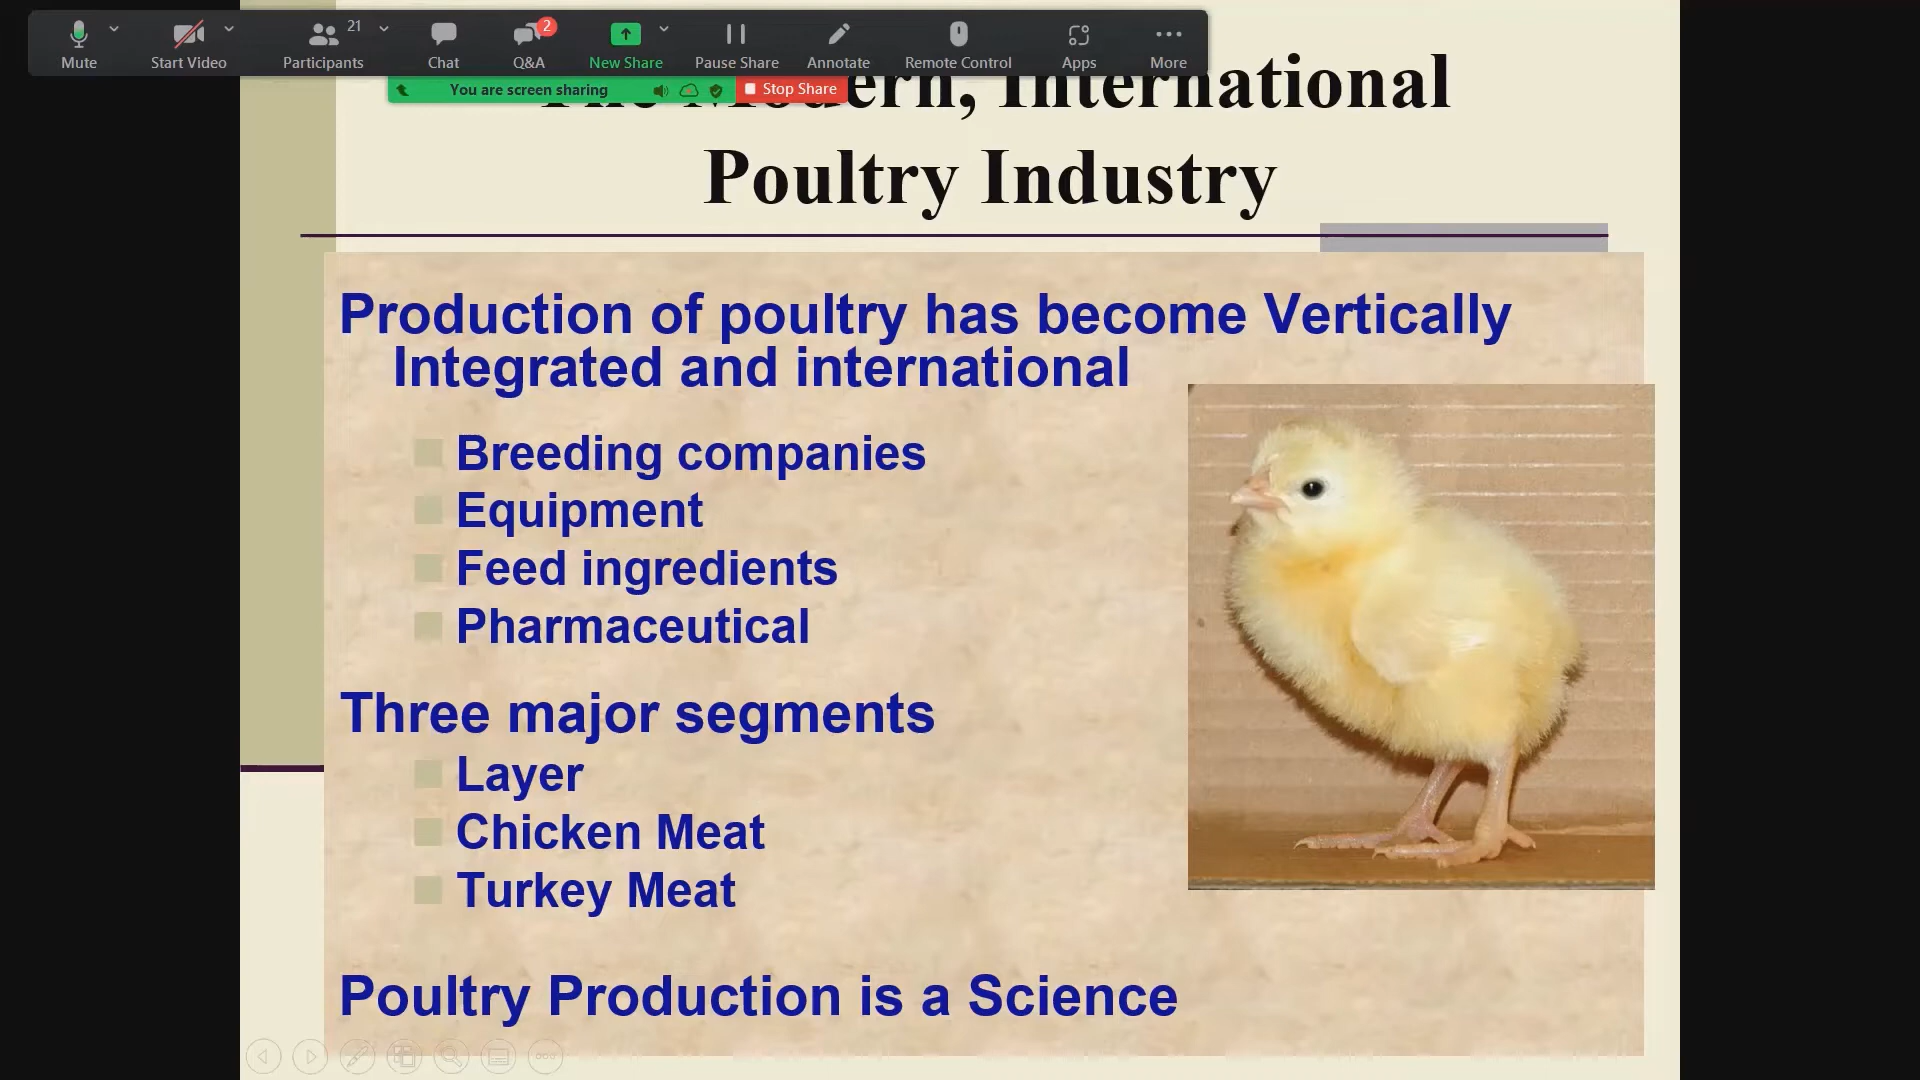 21
2
Mute
Start Video
Participants
Chat
Q&A
New Share
Pause Share
Annotate
Remote Control
Apps
More
You are screen sharing
Stop Share
The Modern, International
Poultry Industry
Production of poultry has become Vertically
Integrated and international
Breeding companies
Equipment
Feed ingredients
Pharmaceutical
Three major segments
Layer
Chicken Meat
Turkey Meat
Poultry Production is a Science